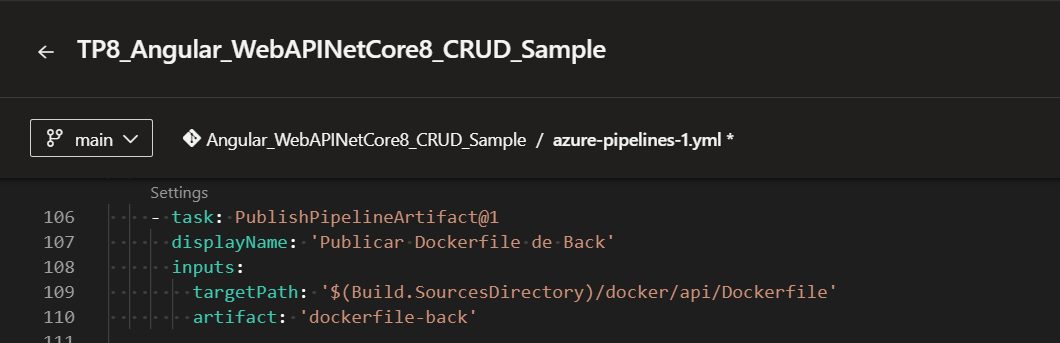 TP8_Angular_WebAPINetCore8_CRUD_Sample
main Angular_WebAPINetCore8_CRUD_Sample / azure-pipelines-1.yml *
Settings
106 - task: PublishPipelineArtifact@1
107 displayName: 'Publicar Dockerfile de Back'
108 inputs:
109 targetPath: '$(Build.SourcesDirectory)/docker/api/Dockerfile'
110 artifact: 'dockerfile-back'
111